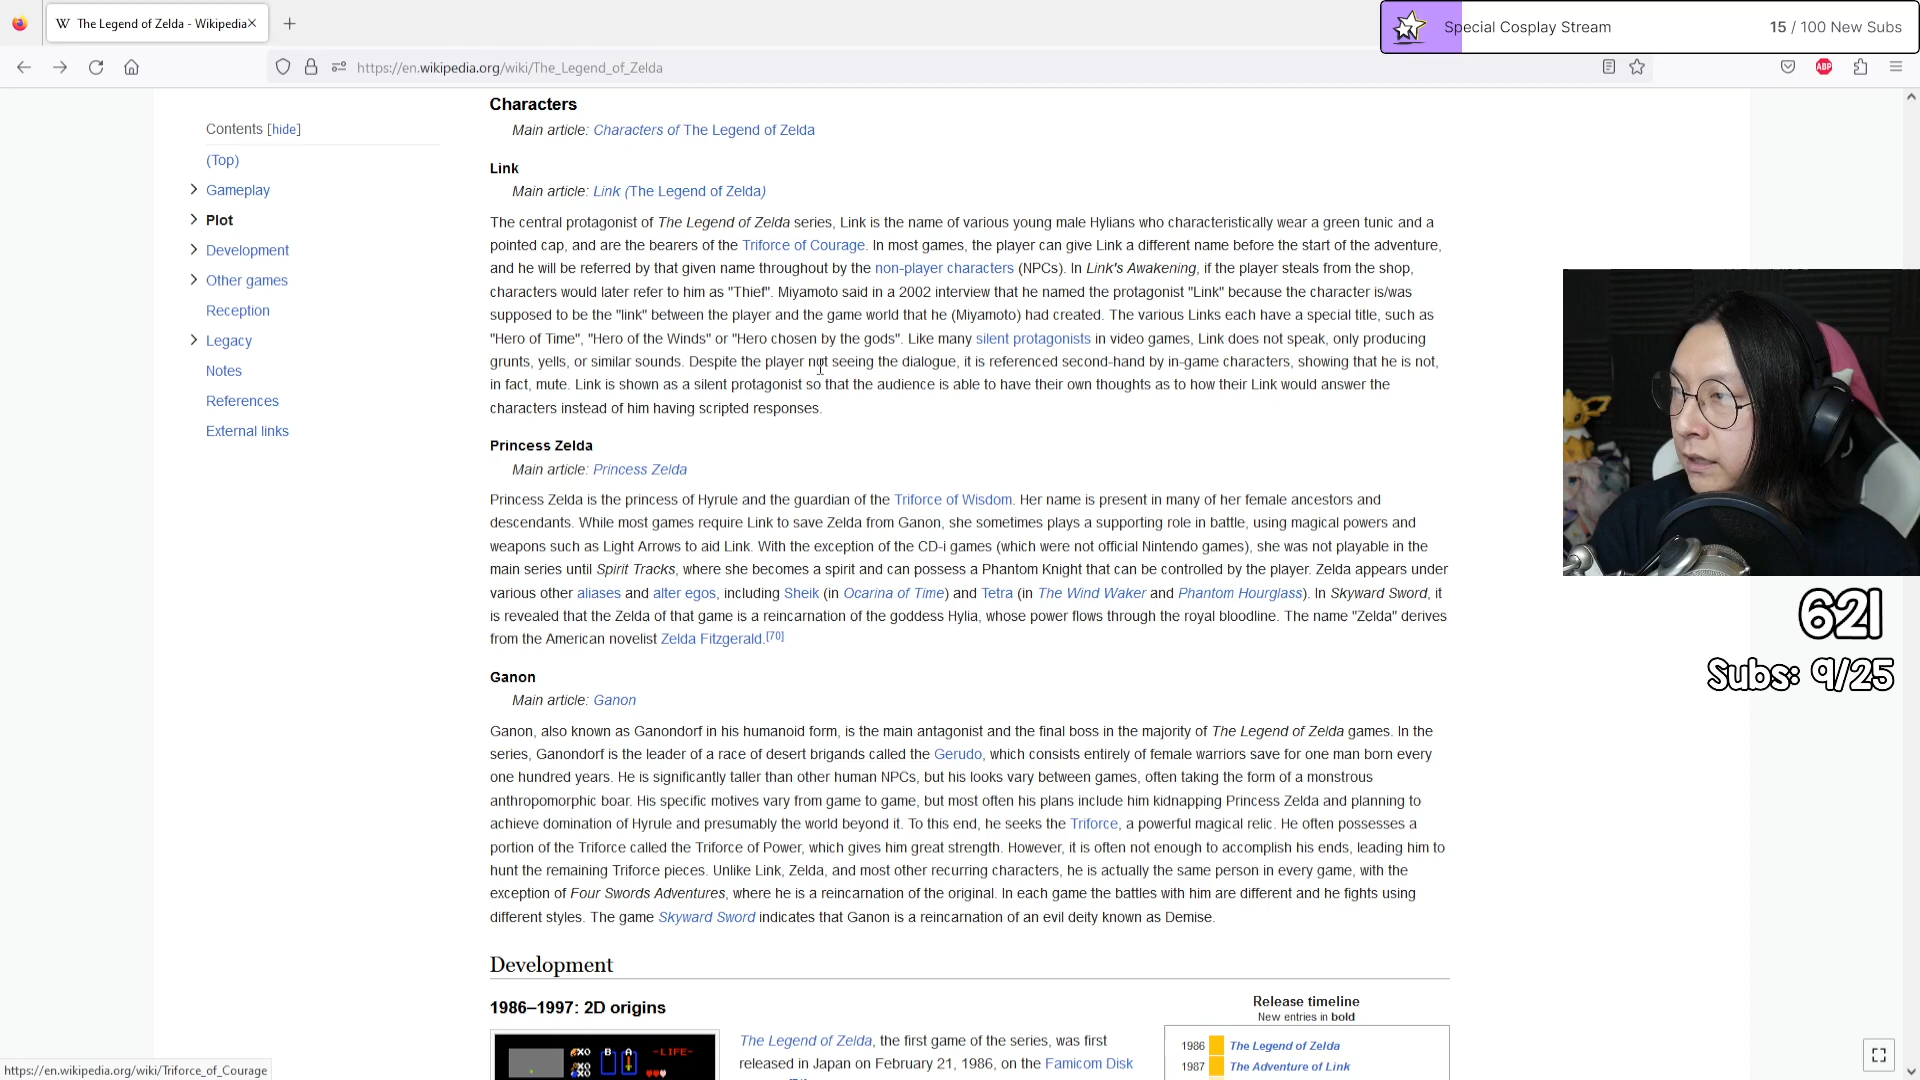 The Legend of Zelda - Wikipedia
Special Cosplay Stream
15 / 100 New Subs
https://en.wikipedia.org/wiki/The_Legend_of_Zelda
ABP
Contents [hide]
(Top)
Gameplay
Plot
Development
Other games
Reception
Legacy
Notes
References
External links
Characters
Main article: Characters of The Legend of Zelda
Link
Main article: Link (The Legend of Zelda)
The central protagonist of The Legend of Zelda series, Link is the name of various young male Hylians who characteristically wear a green tunic and a
pointed cap, and are the bearers of the Triforce of Courage. In most games, the player can give Link a different name before the start of the adventure,
and he will be referred by that given name throughout by the non-player characters (NPCs). In Link's Awakening, if the player steals from the shop,
characters would later refer to him as "Thief". Miyamoto said in a 2002 interview that he named the protagonist "Link" because the character is/was
supposed to be the "link" between the player and the game world that he (Miyamoto) had created. The various Links each have a special title, such as
"Hero of Time", "Hero of the Winds" or "Hero chosen by the gods". Like many silent protagonists in video games, Link does not speak, only producing
grunts, yells, or similar sounds. Despite the player not seeing the dialogue, it is referenced second-hand by in-game characters, showing that he is not,
in fact, mute. Link is shown as a silent protagonist so that the audience is able to have their own thoughts as to how their Link would answer the
characters instead of him having scripted responses.
Princess Zelda
Main article: Princess Zelda
Princess Zelda is the princess of Hyrule and the guardian of the Triforce of Wisdom. Her name is present in many of her female ancestors and
descendants. While most games require Link to save Zelda from Ganon, she sometimes plays a supporting role in battle, using magical powers and
weapons such as Light Arrows to aid Link. With the exception of the CD-i games (which were not official Nintendo games), she was not playable in the
main series until Spirit Tracks, where she becomes a spirit and can possess a Phantom Knight that can be controlled by the player. Zelda appears under
various other aliases and alter egos, including Sheik (in Ocarina of Time) and Tetra (in The Wind Waker and Phantom Hourglass). In Skyward Sword, it
is revealed that the Zelda of that game is a reincarnation of the goddess Hylia, whose power flows through the royal bloodline. The name "Zelda" derives
from the American novelist Zelda Fitzgerald.[70]
Ganon
Main article: Ganon
Ganon, also known as Ganondorf in his humanoid form, is the main antagonist and the final boss in the majority of The Legend of Zelda games. In the
series, Ganondorf is the leader of a race of desert brigands called the Gerudo, which consists entirely of female warriors save for one man born every
one hundred years. He is significantly taller than other human NPCs, but his looks vary between games, often taking the form of a monstrous
anthropomorphic boar. His specific motives vary from game to game, but most often his plans include him kidnapping Princess Zelda and planning to
achieve domination of Hyrule and presumably the world beyond it. To this end, he seeks the Triforce, a powerful magical relic. He often possesses a
portion of the Triforce called the Triforce of Power, which gives him great strength. However, it is often not enough to accomplish his ends, leading him to
hunt the remaining Triforce pieces. Unlike Link, Zelda, and most other recurring characters, he is actually the same person in every game, with the
exception of Four Swords Adventures, where he is a reincarnation of the original. In each game the battles with him are different and he fights using
different styles. The game Skyward Sword indicates that Ganon is a reincarnation of an evil deity known as Demise.
Development
1986–1997: 2D origins
X0 B A -LIFE-
X0
The Legend of Zelda, the first game of the series, was first
released in Japan on February 21, 1986, on the Famicom Disk
Release timeline
New entries in bold
1986 The Legend of Zelda
1987 The Adventure of Link
621
Subs: 9/25
https://en.wikipedia.org/wiki/Triforce_of_Courage